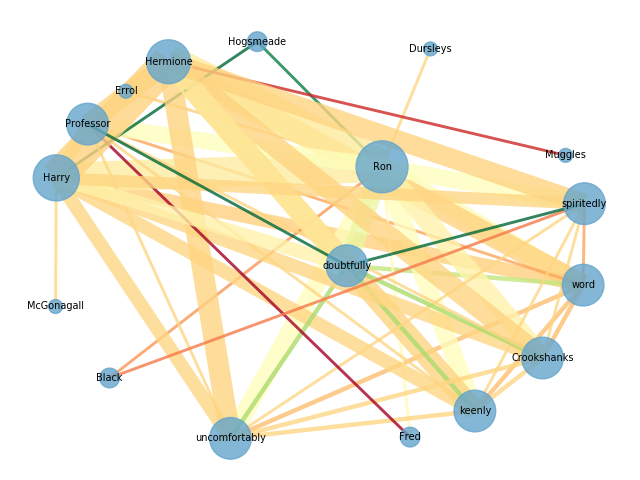 Hogsmeade
Dursleys
Hermione
Errol
Professor
Muggles
Ron
Harry
spiritedly
doubtfully
word
McGonagall
Crookshanks
Black
keenly
uncomfortably
Fred